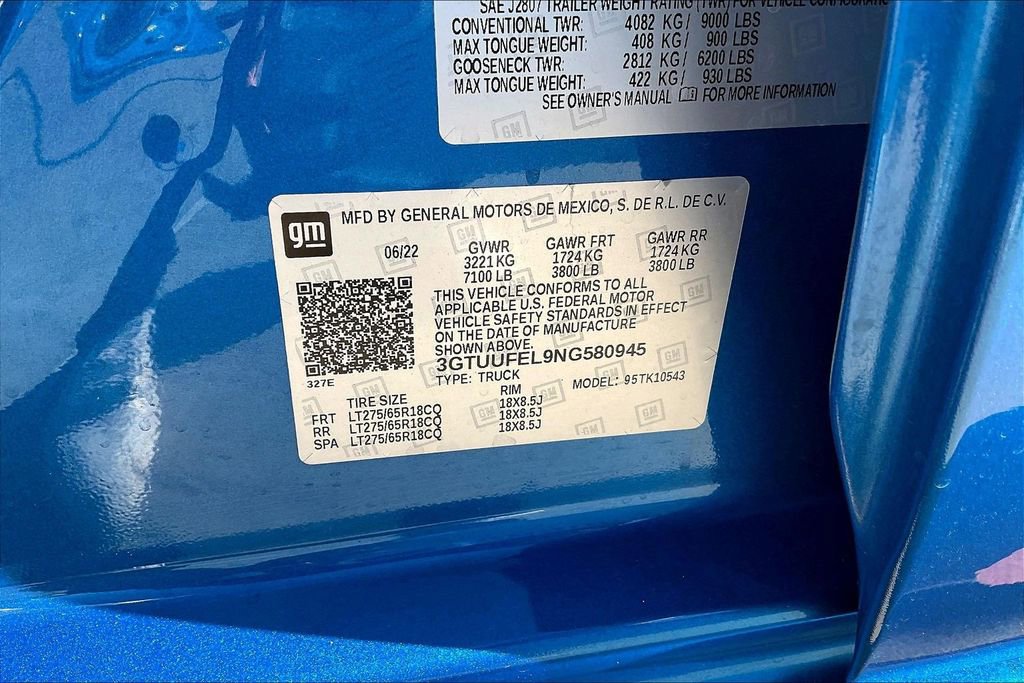 SAE J2807 TRAILER WEIGHT RATING (TWR) FOR VEHICLE CONFIGURATIO
CONVENTIONAL TWR: 4082 KG/ 9000 LBS
MAX TONGUE WEIGHT: 408 KG/ 900 LBS
GOOSENECK TWR: 2812 KG/ 6200 LBS
MAX TONGUE WEIGHT: 422 KG/ 930 LBS
SEE OWNER'S MANUAL FOR MORE INFORMATION
gm MFD BY GENERAL MOTORS DE MEXICO, S. DE R.L. DE C.V.
06/22 GVWR GAWR FRT GAWR RR
3221 KG 1724 KG 1724 KG
7100 LB 3800 LB 3800 LB
THIS VEHICLE CONFORMS TO ALL
APPLICABLE U.S. FEDERAL MOTOR
VEHICLE SAFETY STANDARDS IN EFFECT
ON THE DATE OF MANUFACTURE
SHOWN ABOVE.
3GTUUFEL9NG580945
327E TYPE: TRUCK MODEL: 95TK10543
TIRE SIZE RIM
FRT LT275/65R18CQ 18X8.5J
RR LT275/65R18CQ 18X8.5J
SPA LT275/65R18CQ 18X8.5J